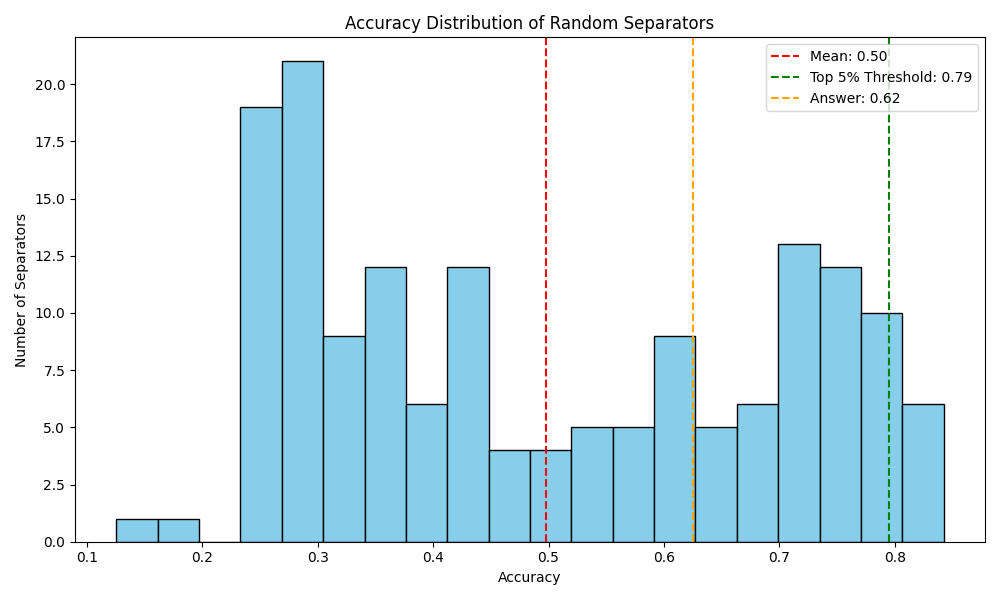 Accuracy Distribution of Random Separators
Mean: 0.50
Top 5% Threshold: 0.79
Answer: 0.62
Number of Separators
20.0
17.5
15.0
12.5
10.0
7.5
5.0
2.5
0.0
0.1 0.2 0.3 0.4 0.5 0.6 0.7 0.8
Accuracy